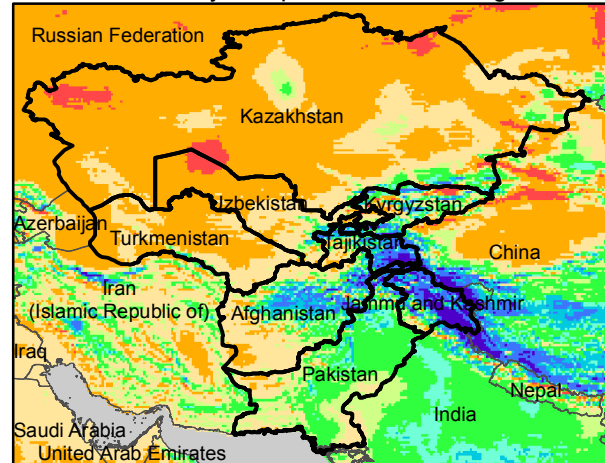 Russian Federation
Kazakhstan
Uzbekistan
Kyrgyzstan
Azerbaijan
Turkmenistan
Tajikistan
China
Iran
(Islamic Republic of)
Afghanistan
Jammu and Kashmir
Iraq
Pakistan
Nepal
India
Saudi Arabia
United Arab Emirates